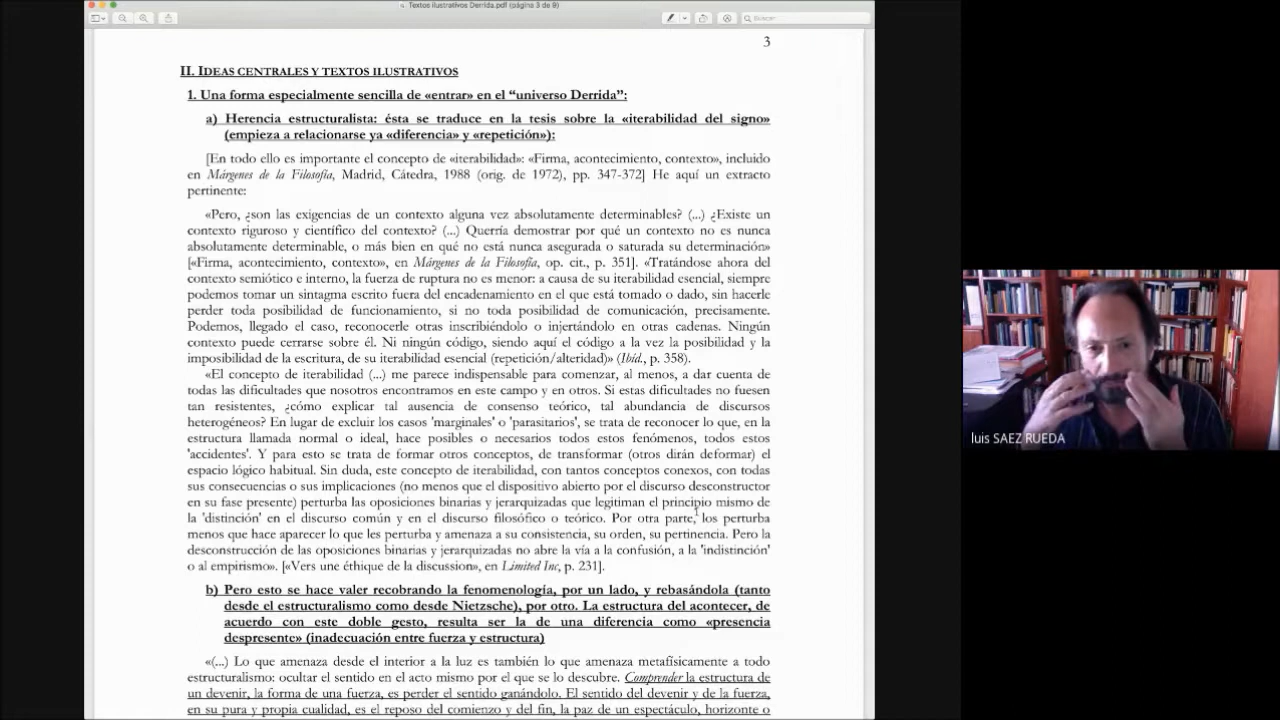 Textos ilustrativos Derrida.pdf (página 3 de 9)
Buscar
3
II. IDEAS CENTRALES Y TEXTOS ILUSTRATIVOS
1. Una forma especialmente sencilla de «entrar» en el “universo Derrida”:
a) Herencia estructuralista: ésta se traduce en la tesis sobre la «iterabilidad del signo»
(empieza a relacionarse ya «diferencia» y «repetición»):
[En todo ello es importante el concepto de «iterabilidad»: «Firma, acontecimiento, contexto», incluido
en Márgenes de la Filosofía, Madrid, Cátedra, 1988 (orig. de 1972), pp. 347-372] He aquí un extracto
pertinente:
«Pero, ¿son las exigencias de un contexto alguna vez absolutamente determinables? (...) ¿Existe un
contexto riguroso y científico del contexto? (...) Querría demostrar por qué un contexto no es nunca
absolutamente determinable, o más bien en qué no está nunca asegurada o saturada su determinación»
[«Firma, acontecimiento, contexto», en Márgenes de la Filosofía, op. cit., p. 351]. «Tratándose ahora del
contexto semiótico e interno, la fuerza de ruptura no es menor: a causa de su iterabilidad esencial, siempre
podemos tomar un sintagma escrito fuera del encadenamiento en el que está tomado o dado, sin hacerle
perder toda posibilidad de funcionamiento, si no toda posibilidad de comunicación, precisamente.
Podemos, llegado el caso, reconocerle otras inscribiéndolo o injertándolo en otras cadenas. Ningún
contexto puede cerrarse sobre él. Ni ningún código, siendo aquí el código a la vez la posibilidad y la
imposibilidad de la escritura, de su iterabilidad esencial (repetición/alteridad)» (Ibíd., p. 358).
«El concepto de iterabilidad (...) me parece indispensable para comenzar, al menos, a dar cuenta de
todas las dificultades que nosotros encontramos en este campo y en otros. Si estas dificultades no fuesen
tan resistentes, ¿cómo explicar tal ausencia de consenso teórico, tal abundancia de discursos
heterogéneos? En lugar de excluir los casos 'marginales' o 'parasitarios', se trata de reconocer lo que, en la
estructura llamada normal o ideal, hace posibles o necesarios todos estos fenómenos, todos estos
'accidentes'. Y para esto se trata de formar otros conceptos, de transformar (otros dirán deformar) el
espacio lógico habitual. Sin duda, este concepto de iterabilidad, con tantos conceptos conexos, con todas
sus consecuencias o sus implicaciones (no menos que el dispositivo abierto por el discurso desconstructor
en su fase presente) perturba las oposiciones binarias y jerarquizadas que legitiman el principio mismo de
la 'distinción' en el discurso común y en el discurso filosófico o teórico. Por otra parte, los perturba
menos que hace aparecer lo que les perturba y amenaza a su consistencia, su orden, su pertinencia. Pero la
desconstrucción de las oposiciones binarias y jerarquizadas no abre la vía a la confusión, a la 'indistinción'
o al empirismo». [«Vers une éthique de la discussion», en Limited Inc, p. 231].
b) Pero esto se hace valer recobrando la fenomenología, por un lado, y rebasándola (tanto
desde el estructuralismo como desde Nietzsche), por otro. La estructura del acontecer, de
acuerdo con este doble gesto, resulta ser la de una diferencia como «presencia
despresente» (inadecuación entre fuerza y estructura)
«(...) Lo que amenaza desde el interior a la luz es también lo que amenaza metafísicamente a todo
estructuralismo: ocultar el sentido en el acto mismo por el que se lo descubre. Comprender la estructura de
un devenir, la forma de una fuerza, es perder el sentido ganándolo. El sentido del devenir y de la fuerza,
en su pura y propia cualidad, es el reposo del comienzo y del fin, la paz de un espectáculo, horizonte o
luis SAEZ RUEDA